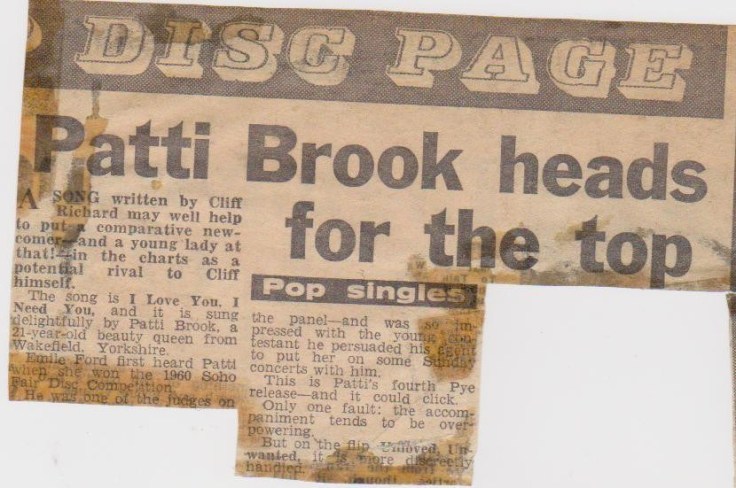 DISC PAGE
Patti Brook heads
for the top
A SONG written by Cliff
Richard may well help
to put a comparative new-
comer—and a young lady at
that!—in the charts as a
potential rival to Cliff
himself.
The song is I Love You, I
Need You, and it is sung
delightfully by Patti Brook, a
21-year-old beauty queen from
Wakefield, Yorkshire.
Emile Ford first heard Patti
when she won the 1960 Soho
Fair Disc Competition.
He was one of the judges on
Pop singles
the panel—and was so im-
pressed with the young con-
testant he persuaded his agent
to put her on some Sunday
concerts with him.
This is Patti's fourth Pye
release—and it could click.
Only one fault: the accom-
paniment tends to be over-
powering.
But on the flip Unloved, Un-
wanted, it is more discreetly
handled.